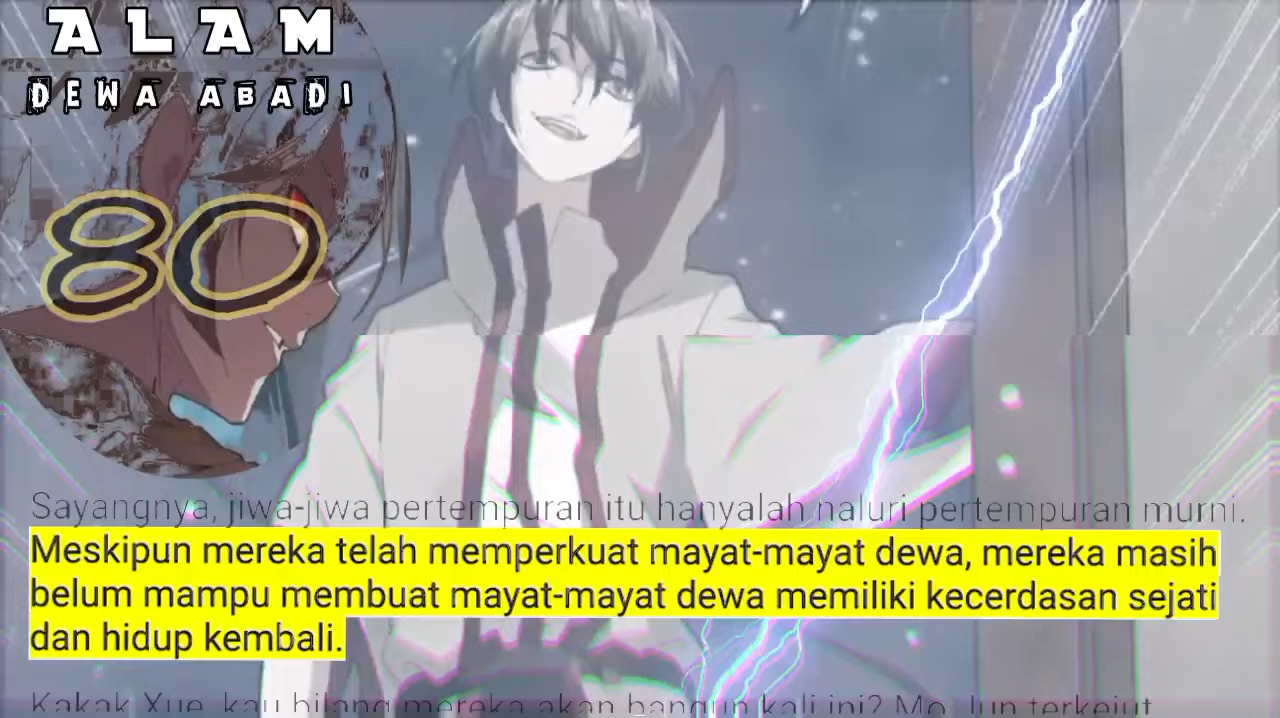 ALAM
DEWA ABADI
80
Sayangnya, jiwa-jiwa pertempuran itu hanyalah naluri pertempuran murni.
Meskipun mereka telah memperkuat mayat-mayat dewa, mereka masih
belum mampu membuat mayat-mayat dewa memiliki kecerdasan sejati
dan hidup kembali.
Kakak Xue, kau bilang mereka akan bangun kali ini? Mo Jun terkejut